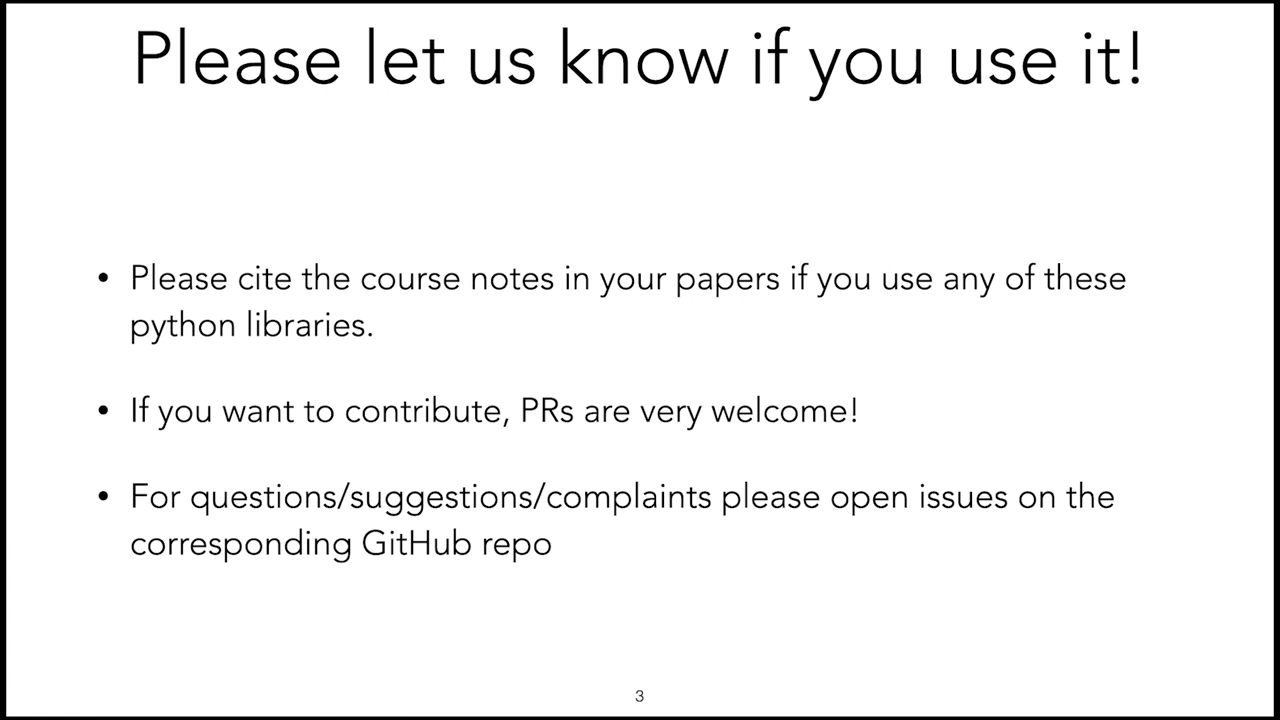 Please let us know if you use it!
• Please cite the course notes in your papers if you use any of these
python libraries.
• If you want to contribute, PRs are very welcome!
• For questions/suggestions/complaints please open issues on the
corresponding GitHub repo
3